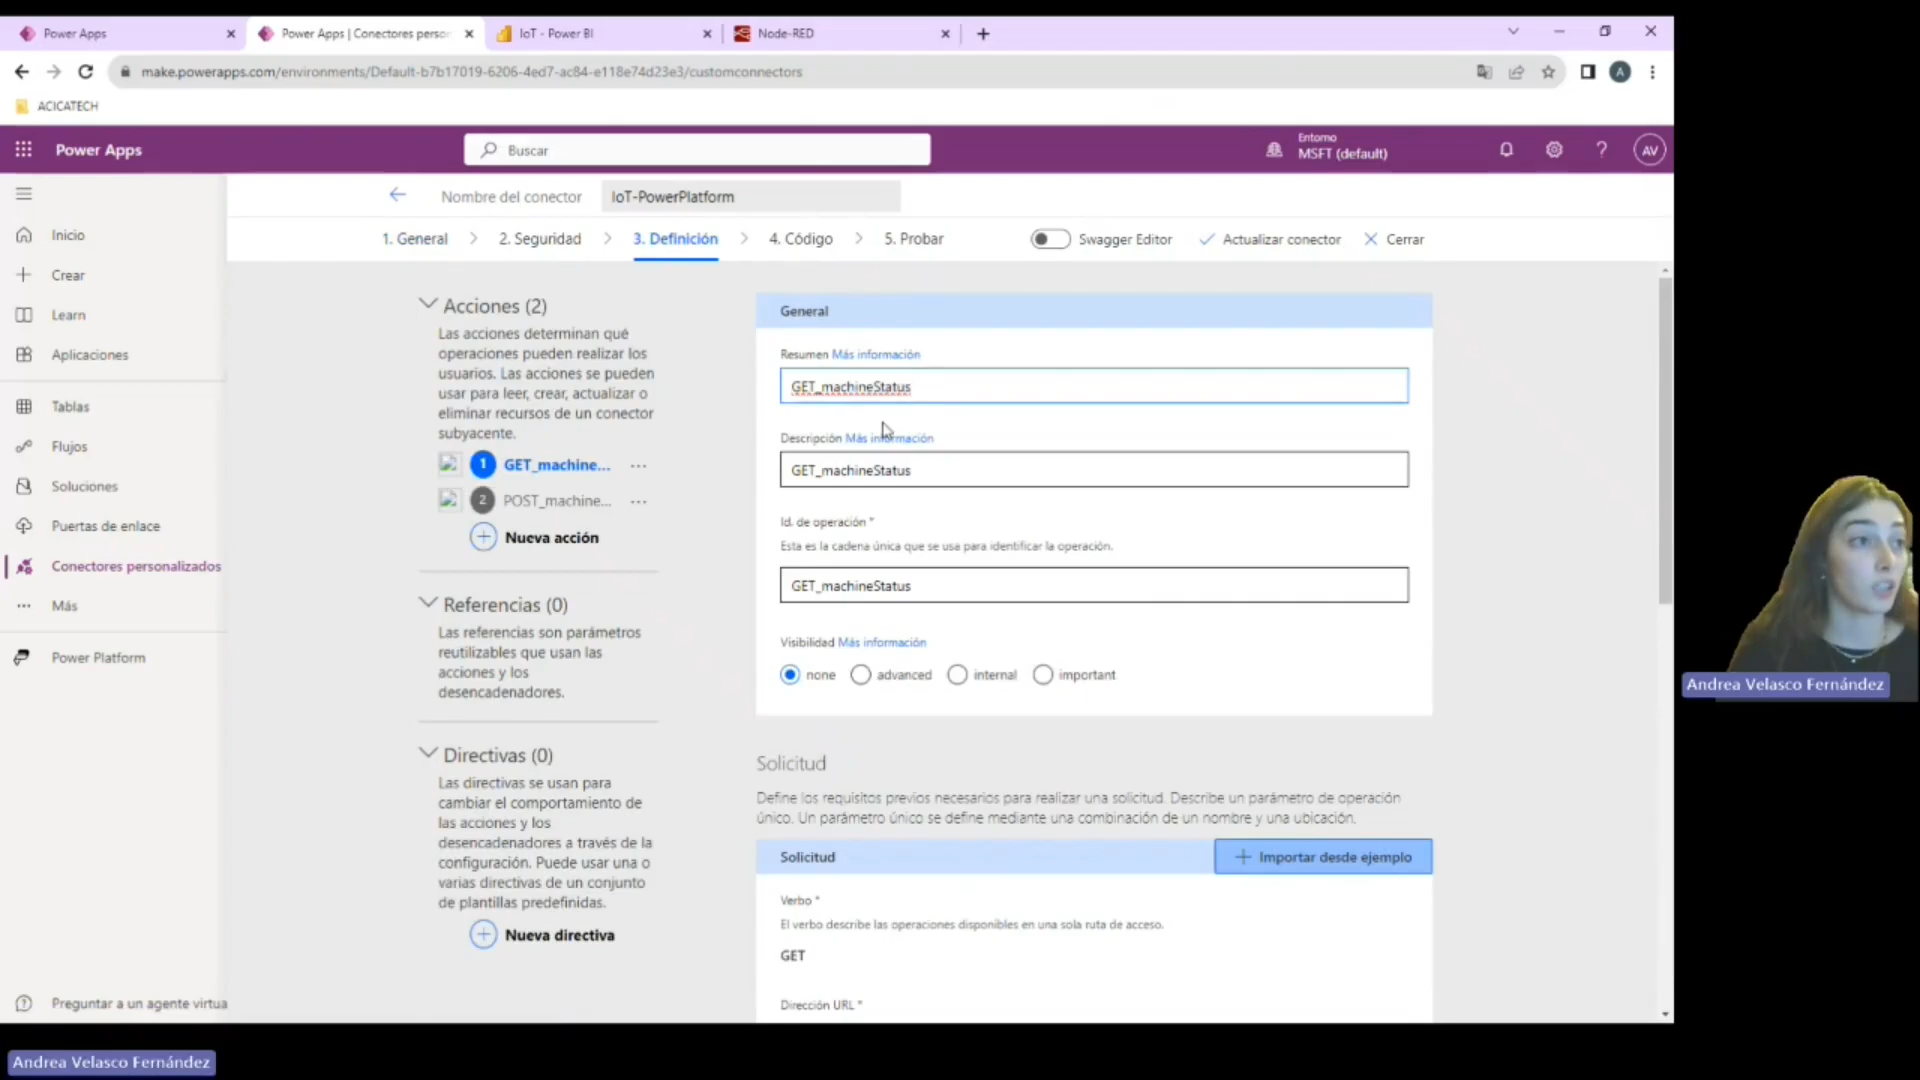 Power Apps
Power Apps | Conectores perso
IoT - Power BI
Node-RED
make.powerapps.com/environments/Default-b7b17019-6206-4ed7-ac84-e118e74d23e3/customconnectors
A
ACICATECH
Power Apps
Buscar
Entorno
MSFT (default)
AV
Nombre del conector
IoT-PowerPlatform
1. General
2. Seguridad
3. Definición
4. Código
5. Probar
Swagger Editor
Actualizar conector
Cerrar
Inicio
Crear
Learn
Aplicaciones
Tablas
Flujos
Soluciones
Puertas de enlace
Conectores personalizados
Más
Power Platform
Preguntar a un agente virtua
Acciones (2)
Las acciones determinan qué
operaciones pueden realizar los
usuarios. Las acciones se pueden
usar para leer, crear, actualizar o
eliminar recursos de un conector
subyacente.
1 GET_machine... ...
2 POST_machine... ...
Nueva acción
Referencias (0)
Las referencias son parámetros
reutilizables que usan las
acciones y los
desencadenadores.
Directivas (0)
Las directivas se usan para
cambiar el comportamiento de
las acciones y los
desencadenadores a través de la
configuración. Puede usar una o
varias directivas de un conjunto
de plantillas predefinidas.
Nueva directiva
General
Resumen Más información
GET_machineStatus
Descripción Más información
GET_machineStatus
Id. de operación *
Esta es la cadena única que se usa para identificar la operación.
GET_machineStatus
Visibilidad Más información
none
advanced
internal
important
Solicitud
Define los requisitos previos necesarios para realizar una solicitud. Describe un parámetro de operación
único. Un parámetro único se define mediante una combinación de un nombre y una ubicación.
Solicitud
Importar desde ejemplo
Verbo *
El verbo describe las operaciones disponibles en una sola ruta de acceso.
GET
Dirección URL *
Andrea Velasco Fernández
Andrea Velasco Fernández